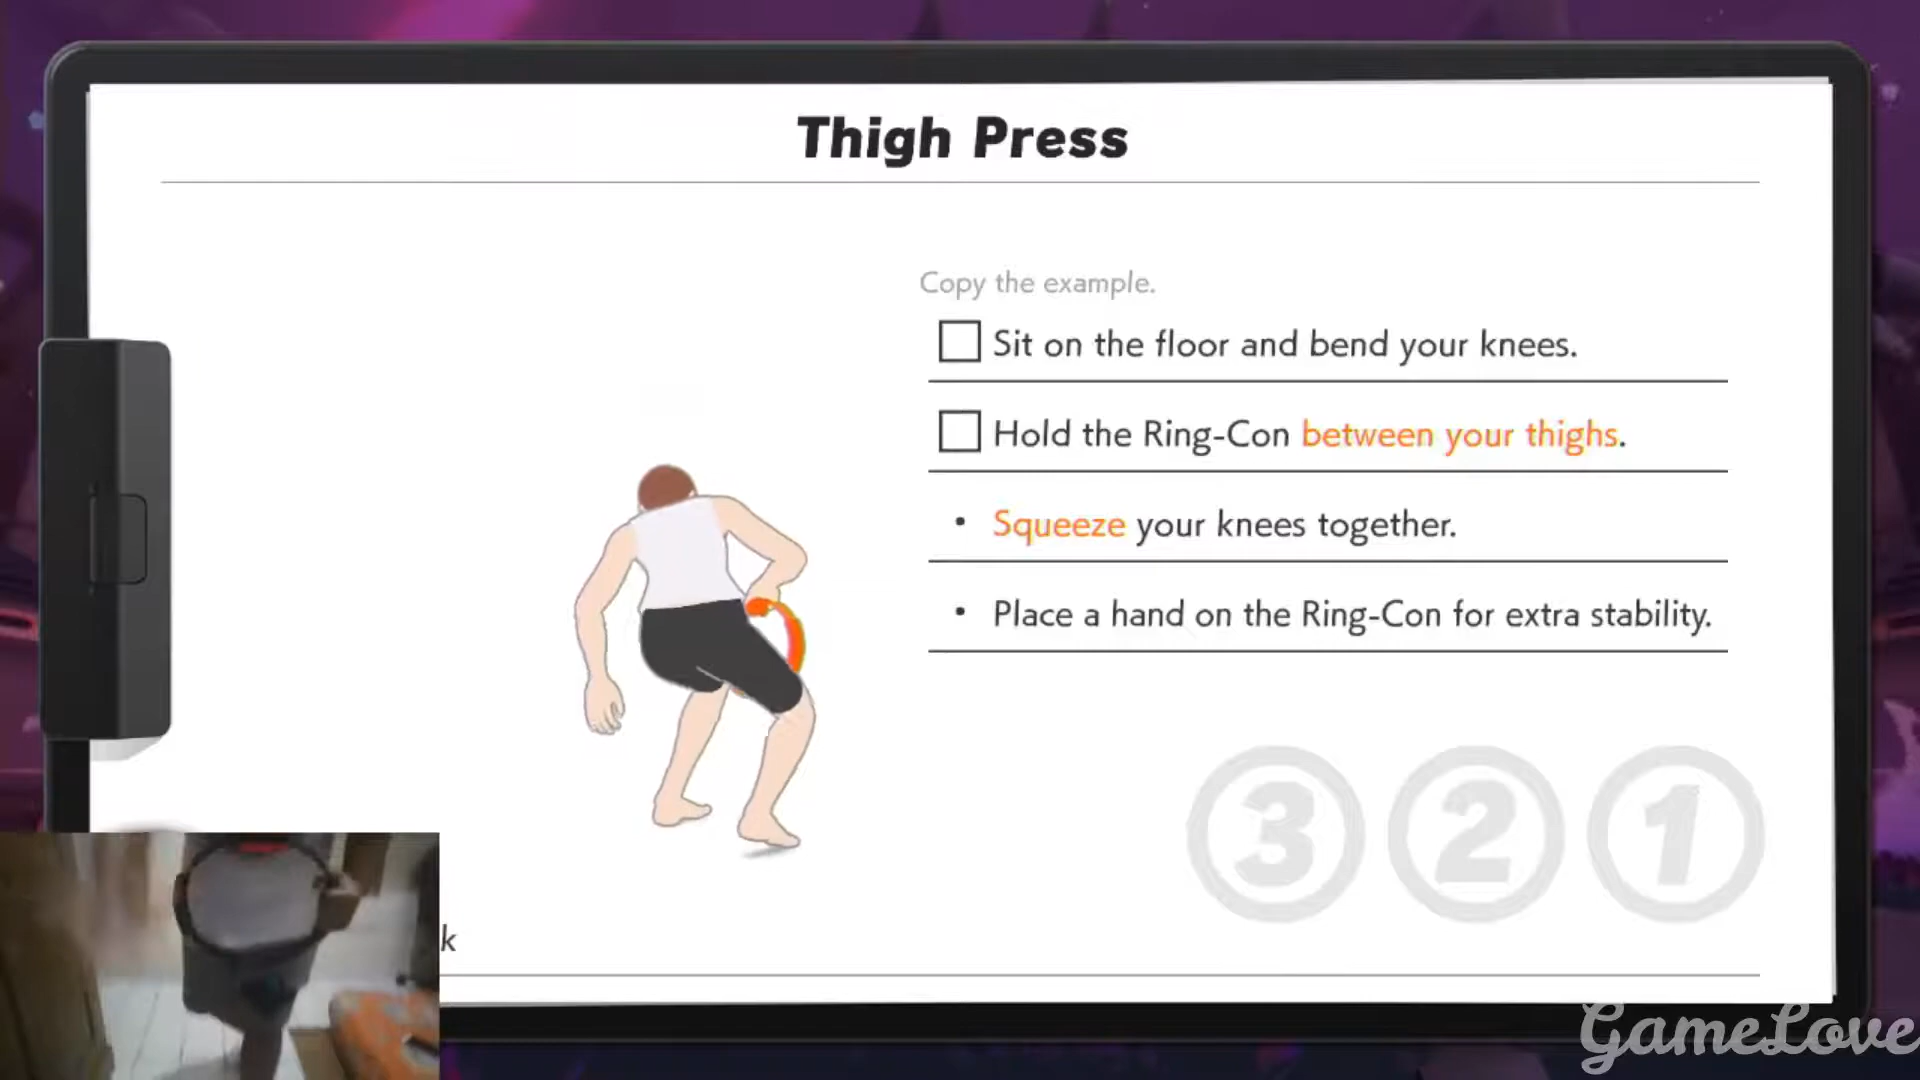 Thigh Press
Copy the example.
Sit on the floor and bend your knees.
Hold the Ring-Con between your thighs.
• Squeeze your knees together.
• Place a hand on the Ring-Con for extra stability.
3 2 1
k
GameLove